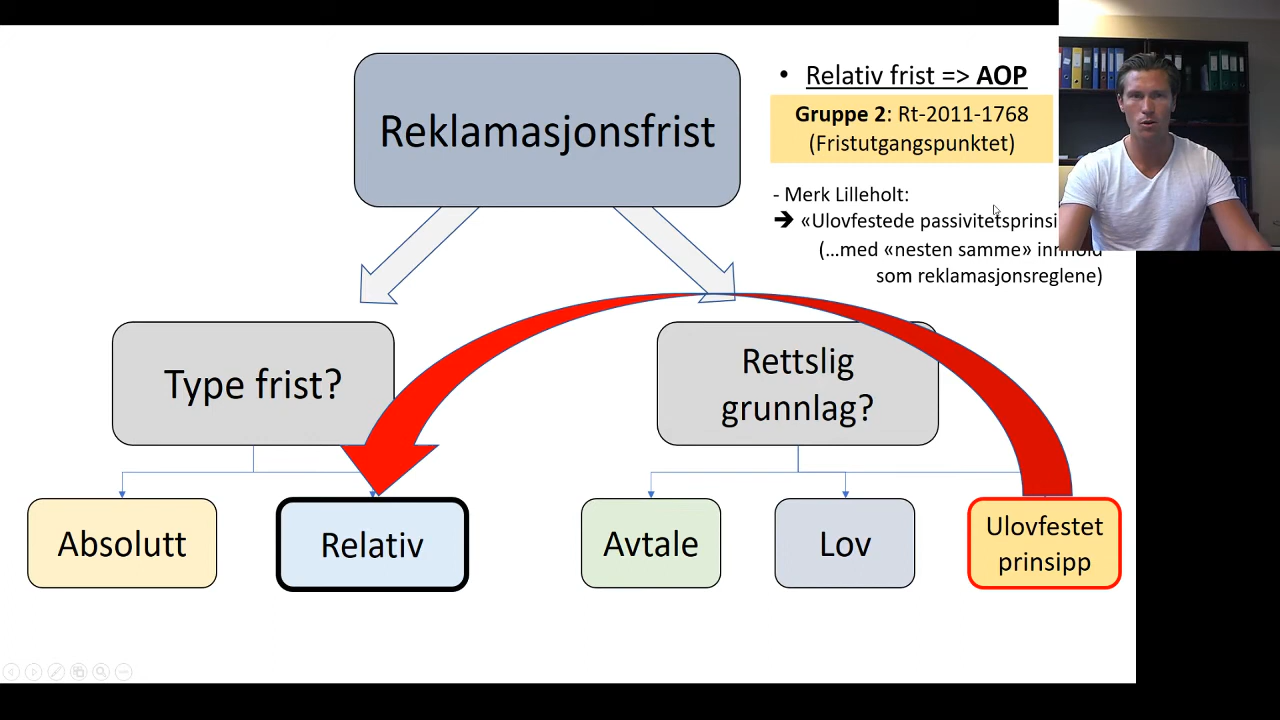 Reklamasjonsfrist
• Relativ frist => AOP
Gruppe 2: Rt-2011-1768
(Fristutgangspunktet)
- Merk Lilleholt:
➔ «Ulovfestede passivitetsprinsi
(…med «nesten samme» innhold
som reklamasjonsreglene)
Type frist?
Rettslig
grunnlag?
Absolutt
Relativ
Avtale
Lov
Ulovfestet
prinsipp